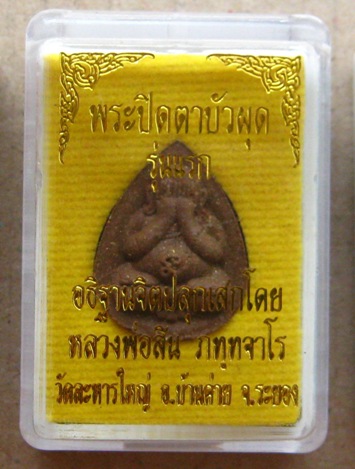 พระปิดตาบัวผุด
รุ่นแรก
อธิฐานจิตปลุกเสกโดย
หลวงพ่อสิน ภทฺทจาโร
วัดละหารใหญ่ อ.บ้านค่าย จ.ระยอง